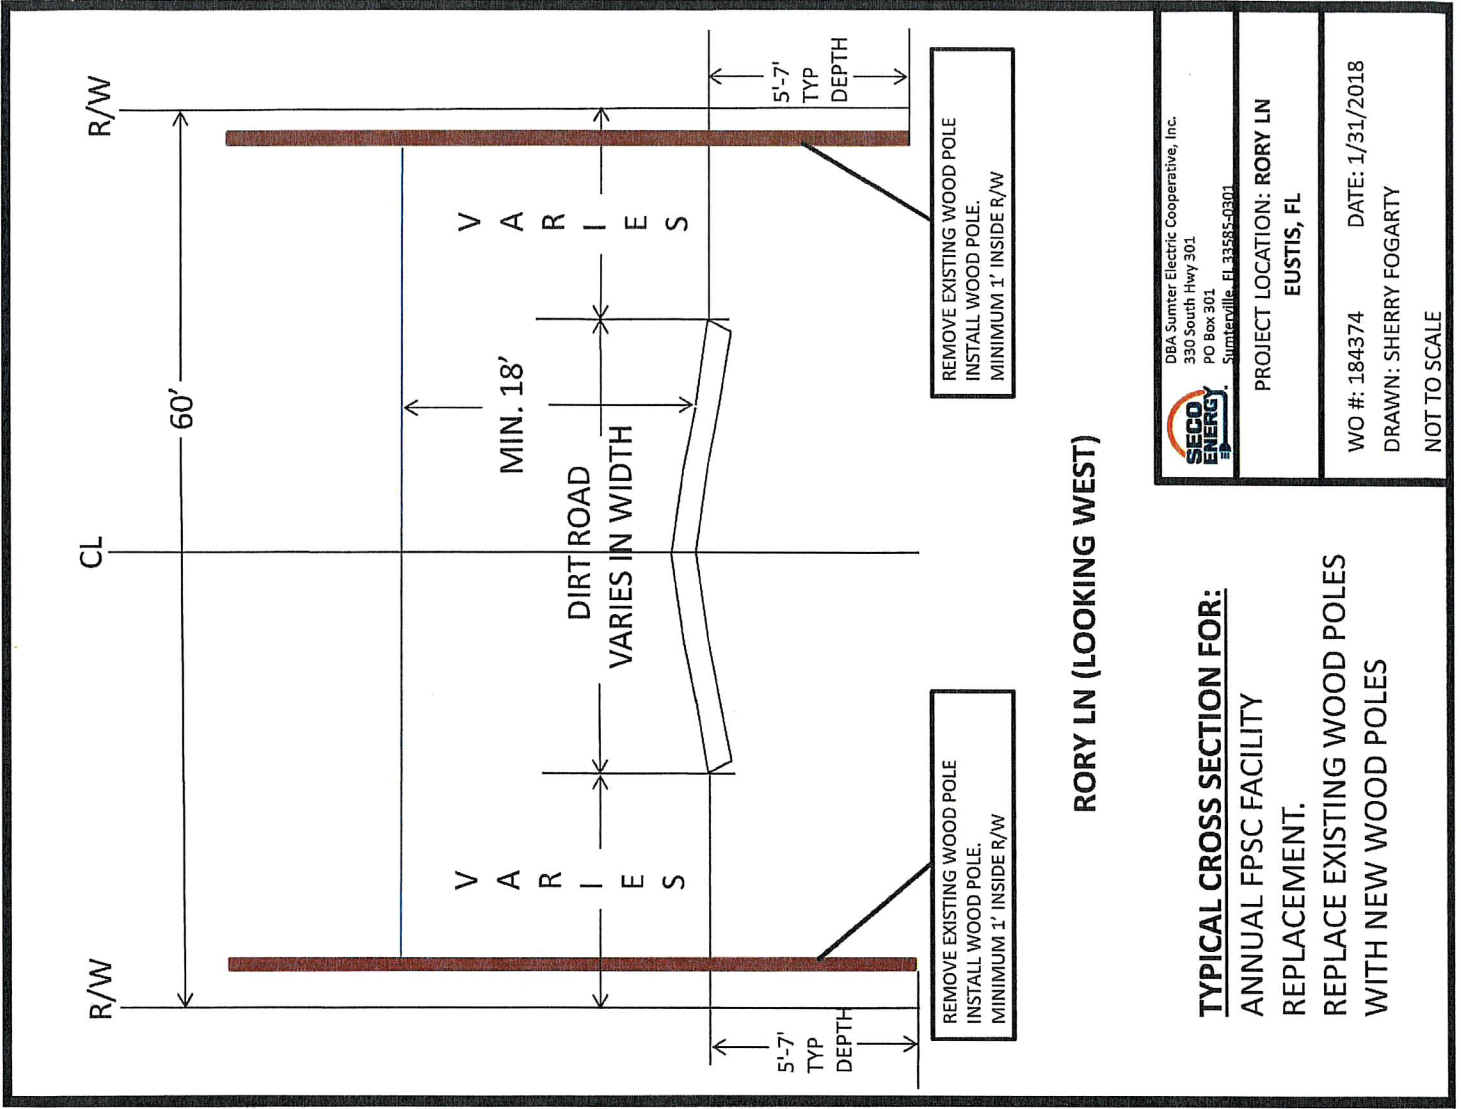 R/W
CL
R/W
60'
MIN. 18'
DIRT ROAD
VARIES IN WIDTH
V
A
R
I
E
S
V
A
R
I
E
S
5'-7'
TYP
DEPTH
5'-7'
TYP
DEPTH
REMOVE EXISTING WOOD POLE
INSTALL WOOD POLE.
MINIMUM 1' INSIDE R/W
REMOVE EXISTING WOOD POLE
INSTALL WOOD POLE.
MINIMUM 1' INSIDE R/W
RORY LN (LOOKING WEST)
TYPICAL CROSS SECTION FOR:
ANNUAL FPSC FACILITY
REPLACEMENT.
REPLACE EXISTING WOOD POLES
WITH NEW WOOD POLES
SECO
ENERGY
DBA Sumter Electric Cooperative, Inc.
330 South Hwy 301
PO Box 301
Sumterville, FL 33585-0301
PROJECT LOCATION: RORY LN
EUSTIS, FL
WO #: 184374 DATE: 1/31/2018
DRAWN: SHERRY FOGARTY
NOT TO SCALE